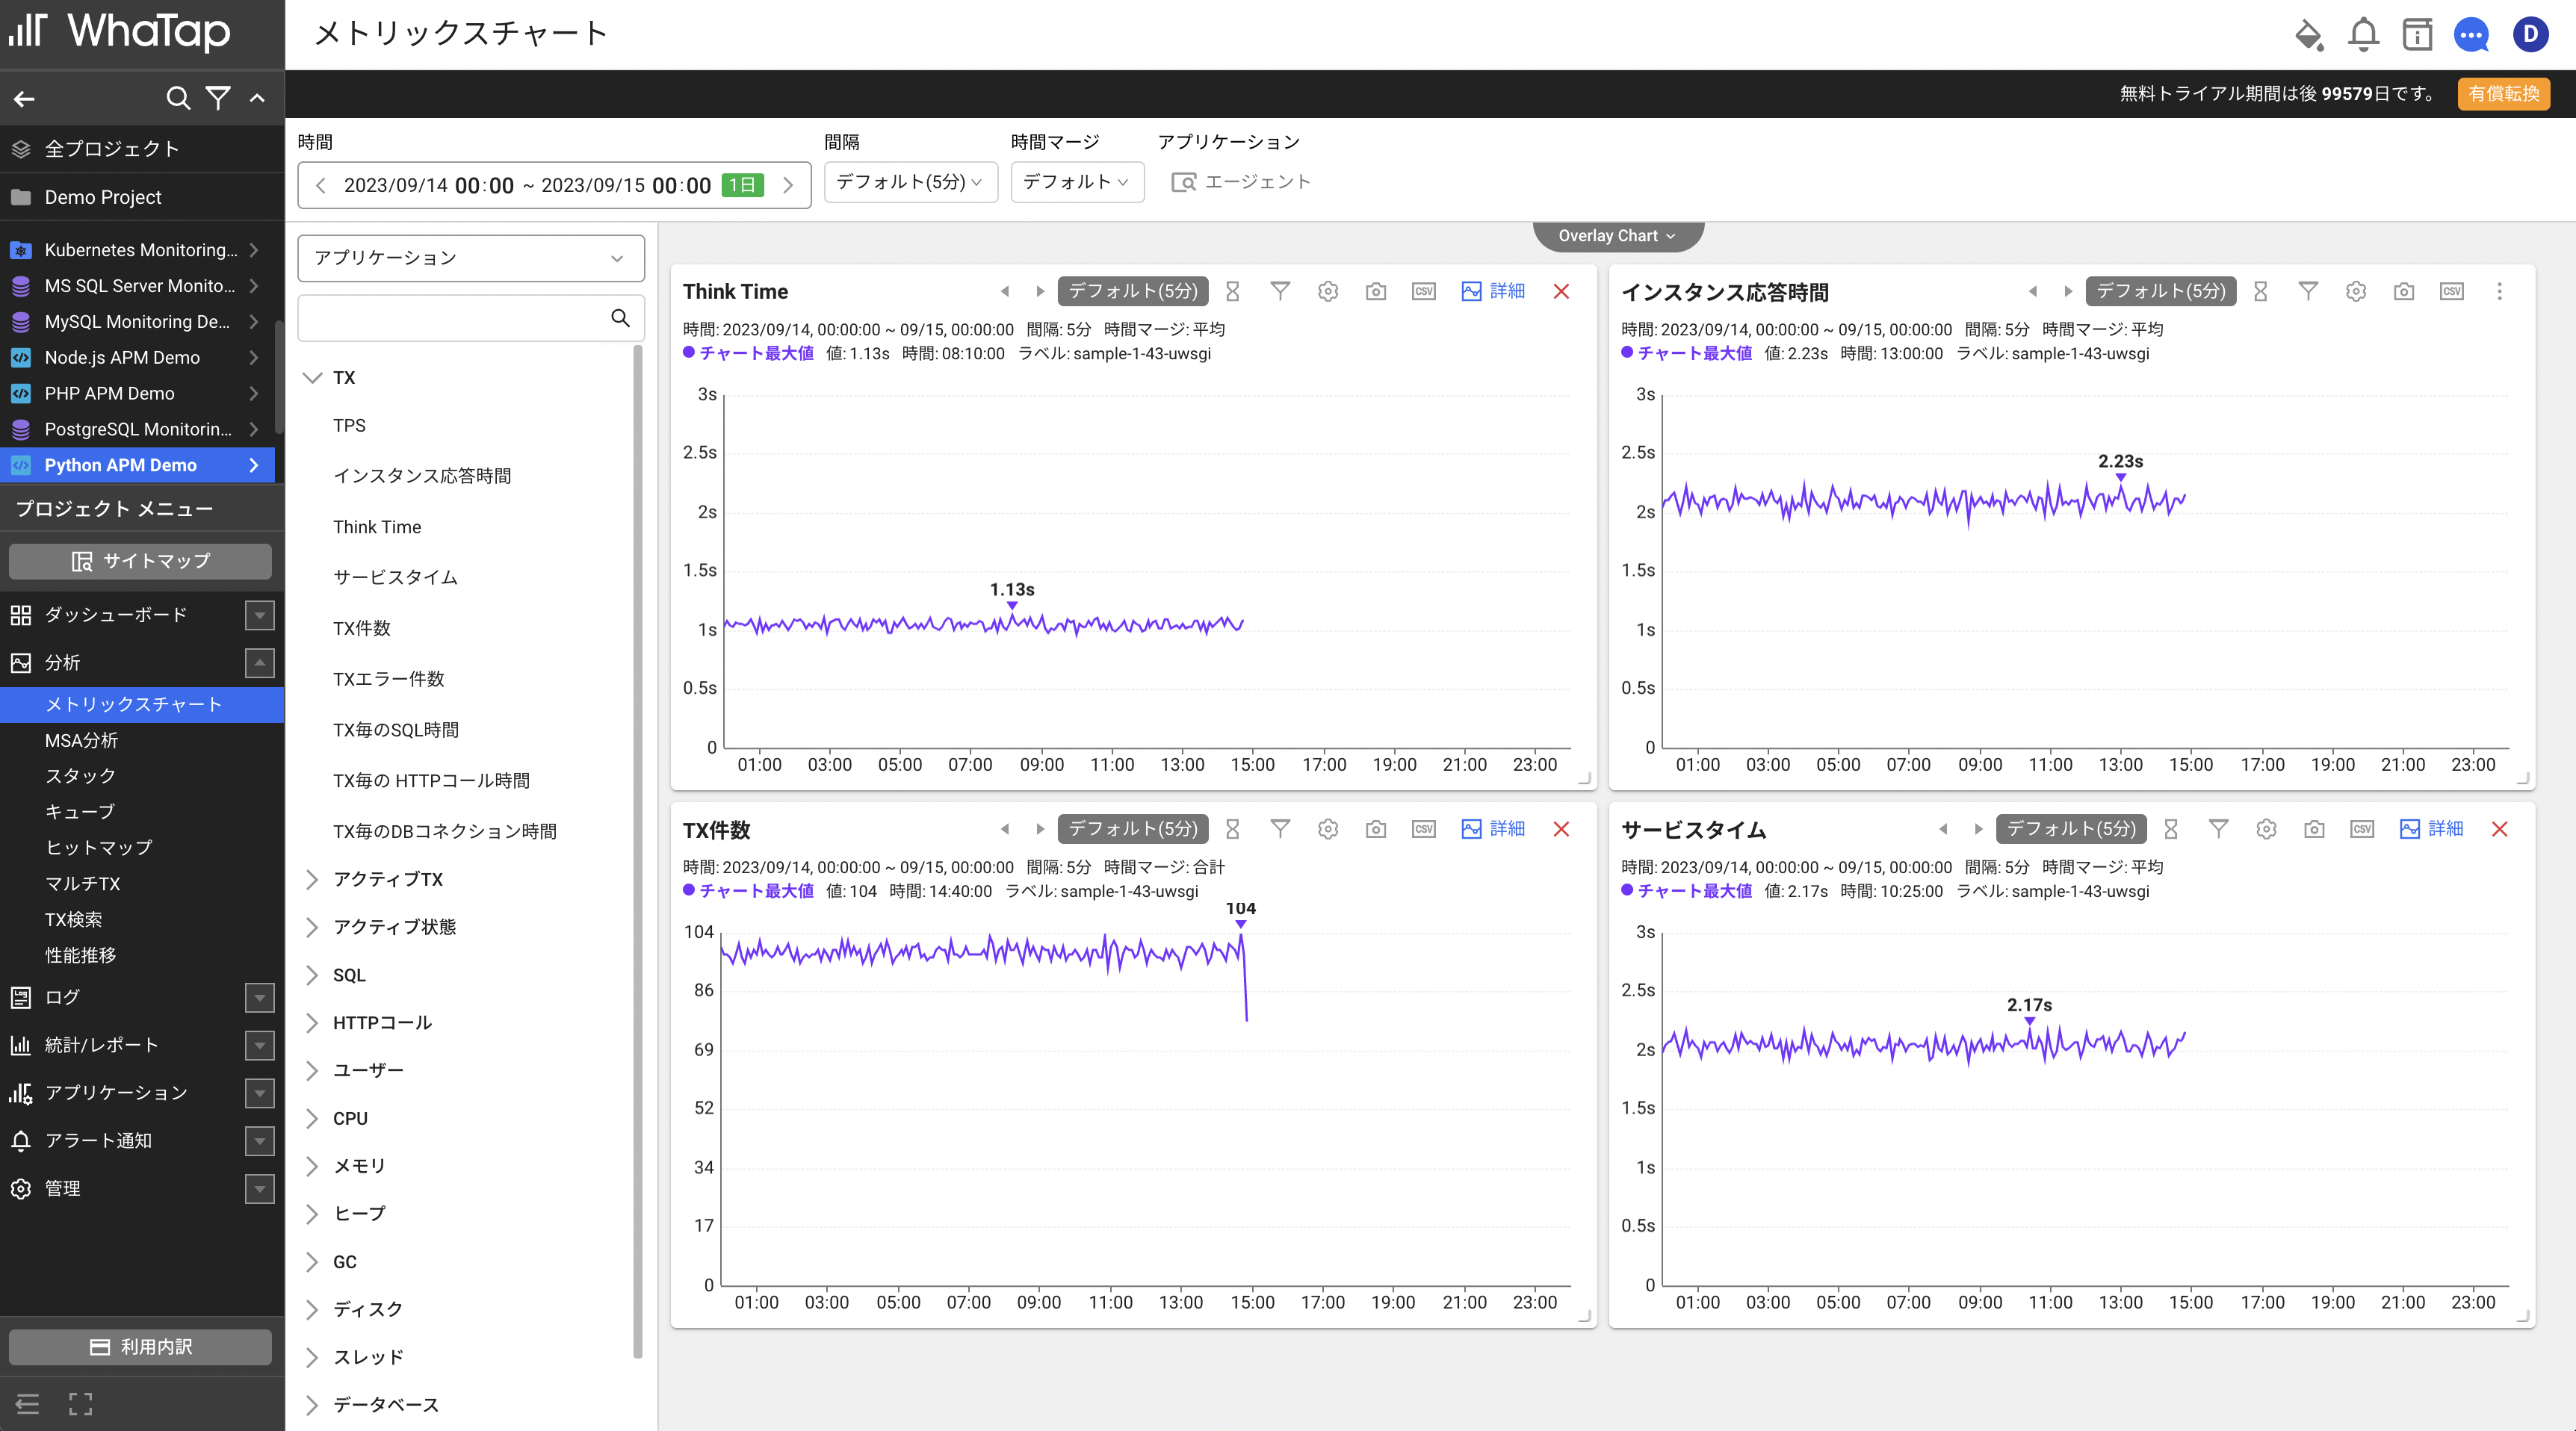 WhaTap
メトリックスチャート
D
無料トライアル期間は後 99579日です。
有償転換
全プロジェクト
Demo Project
Kubernetes Monitoring...
MS SQL Server Monito...
MySQL Monitoring De...
Node.js APM Demo
PHP APM Demo
PostgreSQL Monitorin...
Python APM Demo
プロジェクト メニュー
サイトマップ
ダッシューボード
分析
メトリックスチャート
MSA分析
スタック
キューブ
ヒットマップ
マルチTX
TX検索
性能推移
ログ
統計/レポート
アプリケーション
アラート通知
管理
利用内訳
時間
間隔
時間マージ
アプリケーション
2023/09/14 00:00 ~ 2023/09/15 00:00 1日
デフォルト(5分)
デフォルト
エージェント
アプリケーション
TX
TPS
インスタンス応答時間
Think Time
サービスタイム
TX件数
TXエラー件数
TX毎のSQL時間
TX毎の HTTPコール時間
TX毎のDBコネクション時間
アクティブTX
アクティブ状態
SQL
HTTPコール
ユーザー
CPU
メモリ
ヒープ
GC
ディスク
スレッド
データベース
Overlay Chart
Think Time
デフォルト(5分)
CSV
詳細
時間: 2023/09/14, 00:00:00 ~ 09/15, 00:00:00 間隔: 5分 時間マージ: 平均
チャート最大値 値: 1.13s 時間: 08:10:00 ラベル: sample-1-43-uwsgi
3s
2.5s
2s
1.5s
1s
0.5s
0
1.13s
01:00 03:00 05:00 07:00 09:00 11:00 13:00 15:00 17:00 19:00 21:00 23:00
インスタンス応答時間
デフォルト(5分)
CSV
時間: 2023/09/14, 00:00:00 ~ 09/15, 00:00:00 間隔: 5分 時間マージ: 平均
チャート最大値 値: 2.23s 時間: 13:00:00 ラベル: sample-1-43-uwsgi
3s
2.5s
2s
1.5s
1s
0.5s
0
2.23s
01:00 03:00 05:00 07:00 09:00 11:00 13:00 15:00 17:00 19:00 21:00 23:00
TX件数
デフォルト(5分)
CSV
詳細
時間: 2023/09/14, 00:00:00 ~ 09/15, 00:00:00 間隔: 5分 時間マージ: 合計
チャート最大値 値: 104 時間: 14:40:00 ラベル: sample-1-43-uwsgi
104
104
86
69
52
34
17
0
01:00 03:00 05:00 07:00 09:00 11:00 13:00 15:00 17:00 19:00 21:00 23:00
サービスタイム
デフォルト(5分)
CSV
詳細
時間: 2023/09/14, 00:00:00 ~ 09/15, 00:00:00 間隔: 5分 時間マージ: 平均
チャート最大値 値: 2.17s 時間: 10:25:00 ラベル: sample-1-43-uwsgi
3s
2.5s
2s
1.5s
1s
0.5s
0
2.17s
01:00 03:00 05:00 07:00 09:00 11:00 13:00 15:00 17:00 19:00 21:00 23:00